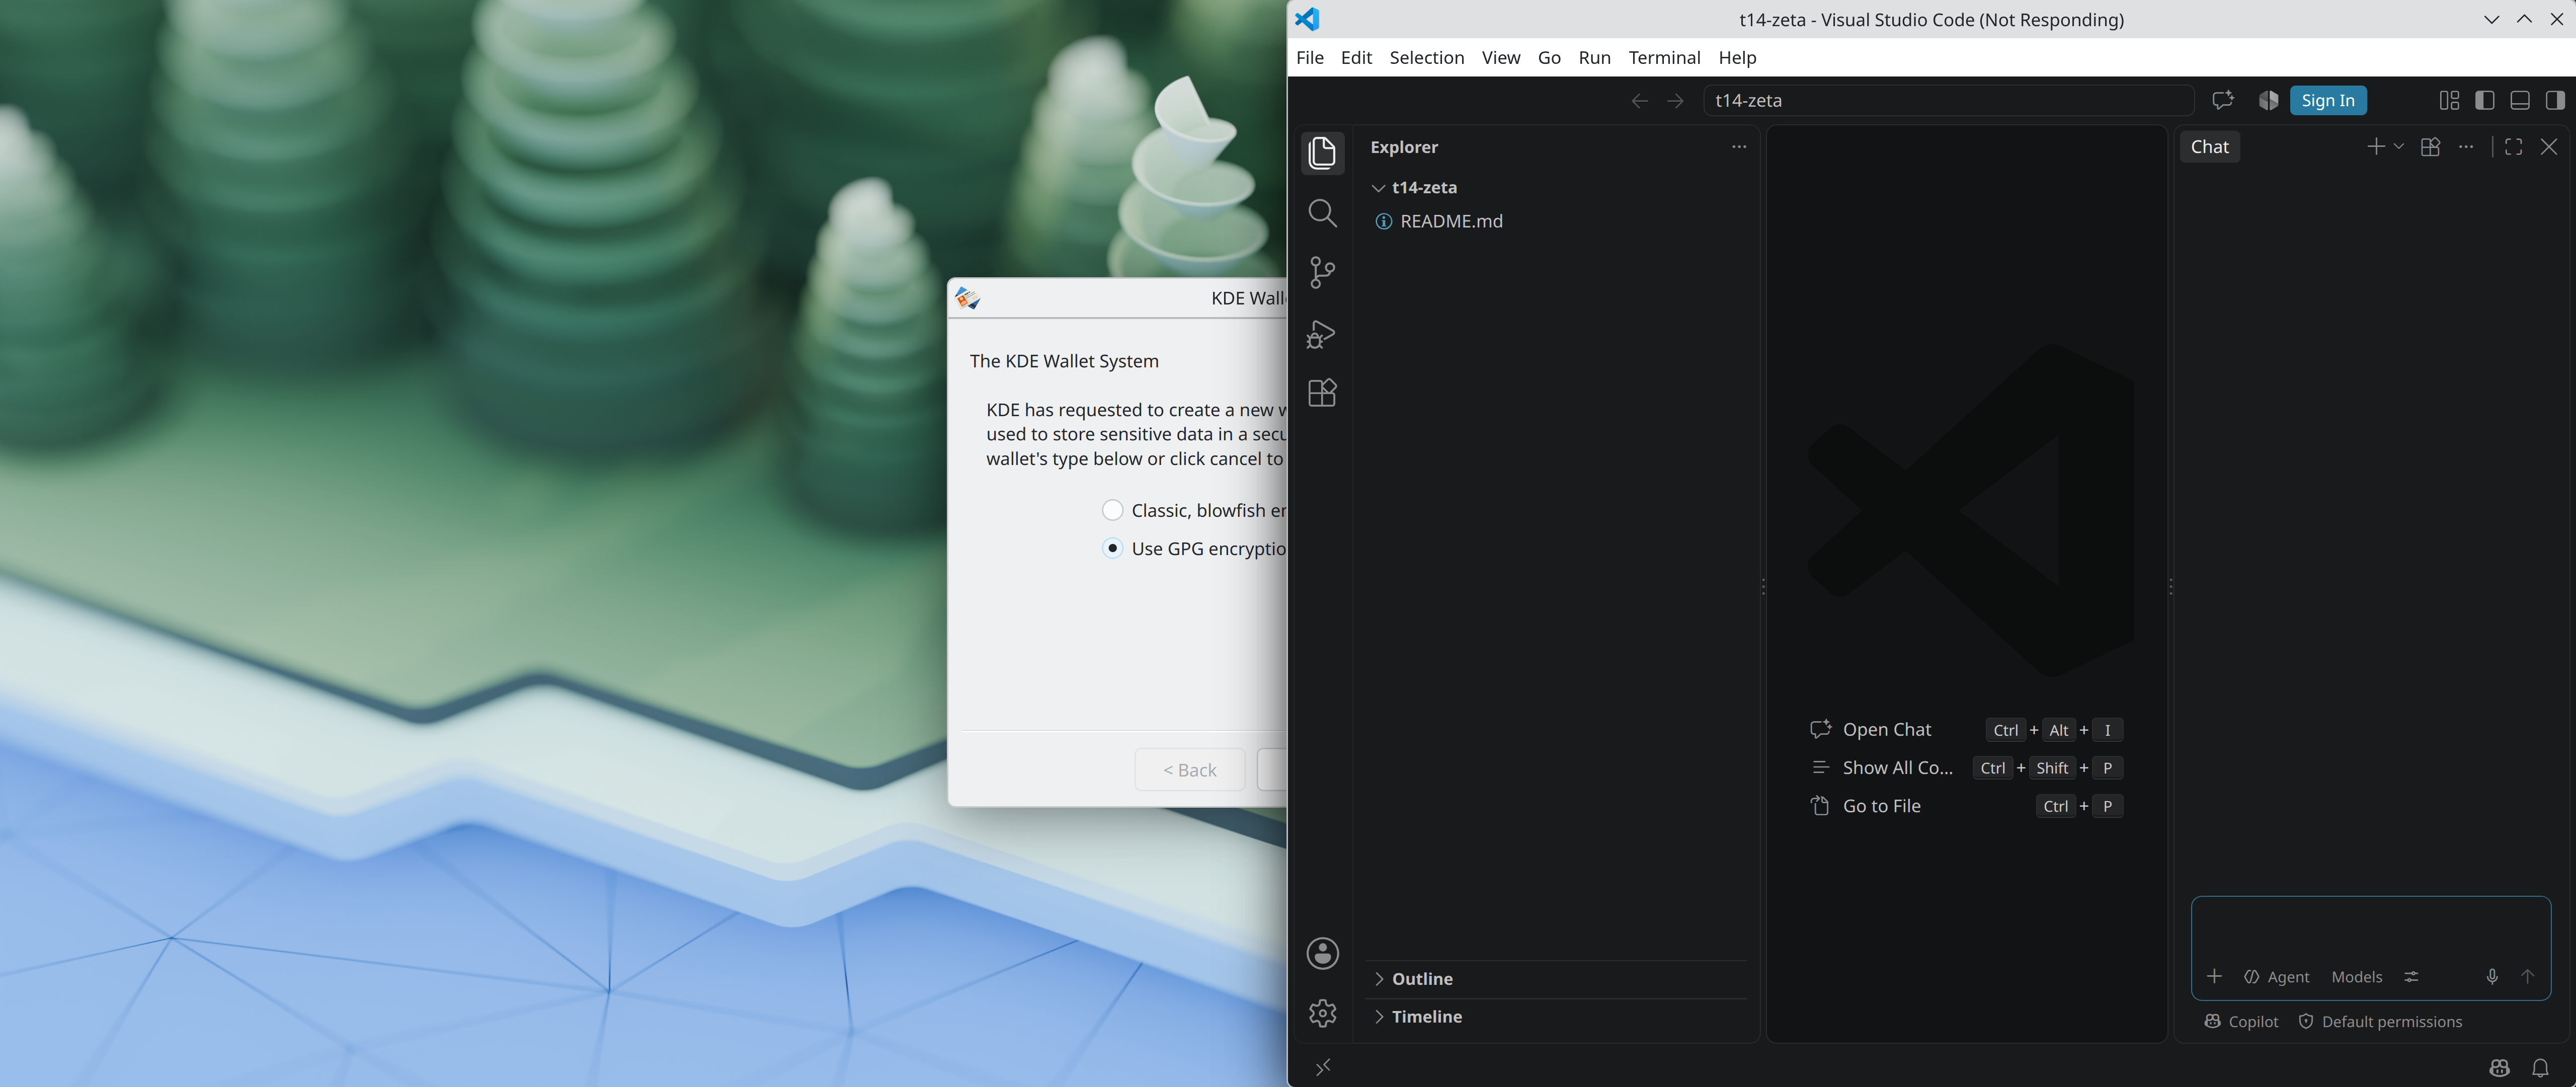 KDE Wall
The KDE Wallet System
KDE has requested to create a new w
used to store sensitive data in a secu
wallet's type below or click cancel to
Classic, blowfish er
Use GPG encryptio
< Back
t14-zeta - Visual Studio Code (Not Responding)
File Edit Selection View Go Run Terminal Help
t14-zeta
Sign In
Explorer
t14-zeta
README.md
Outline
Timeline
Open Chat Ctrl + Alt + I
Show All Co... Ctrl + Shift + P
Go to File Ctrl + P
Chat
Agent Models
Copilot Default permissions